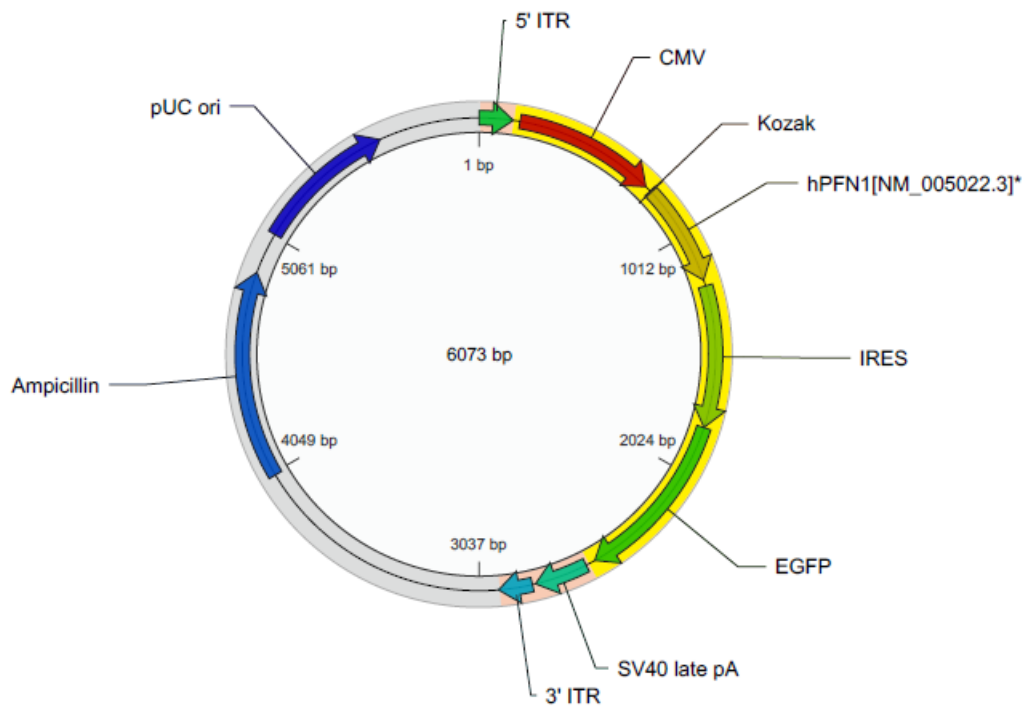 5' ITR
CMV
pUC ori
Kozak
1 bp
hPFN1[NM_005022.3]*
5061 bp
1012 bp
6073 bp
IRES
Ampicillin
4049 bp
2024 bp
3037 bp
EGFP
SV40 late pA
3' ITR